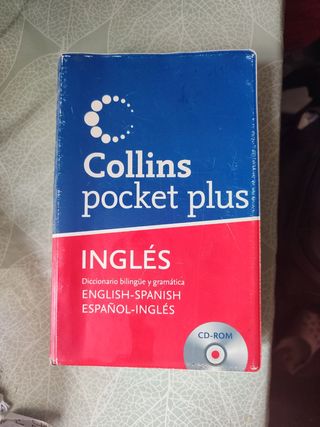 Collins
pocket plus
INGLÉS
Diccionario bilingüe y gramática
ENGLISH-SPANISH
ESPAÑOL-INGLÉS
CD-ROM